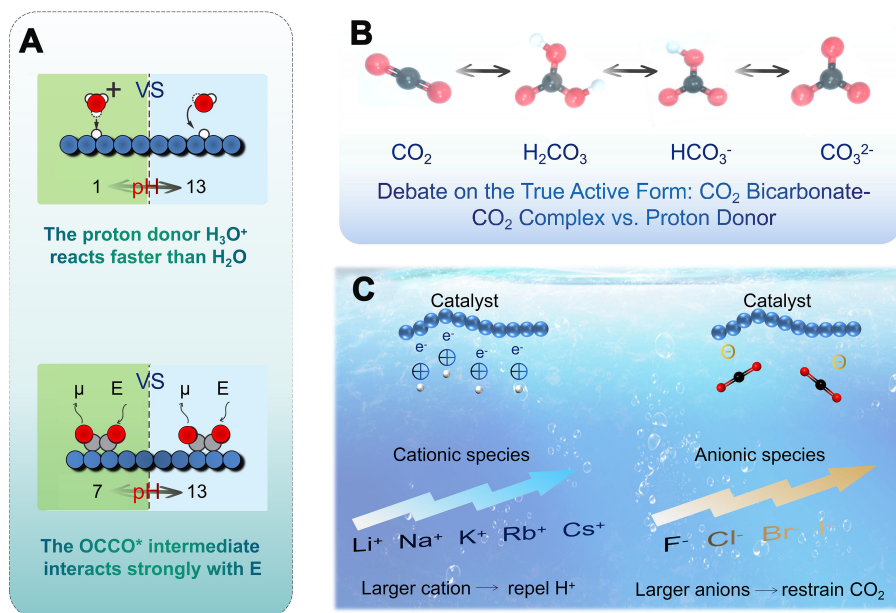 A
+
VS
1 pH 13
The proton donor H₃O⁺
reacts faster than H₂O
VS
µ E µ E
7 pH 13
The OCCO* intermediate
interacts strongly with E
B
CO₂ H₂CO₃ HCO₃⁻ CO₃²⁻
Debate on the True Active Form: CO₂ Bicarbonate-
CO₂ Complex vs. Proton Donor
C
Catalyst
e⁻ e⁻ e⁻ e⁻
Cationic species
Li⁺ Na⁺ K⁺ Rb⁺ Cs⁺
Larger cation → repel H⁺
Catalyst
- -
Anionic species
F⁻ Cl⁻ Br⁻ I⁻
Larger anions → restrain CO₂